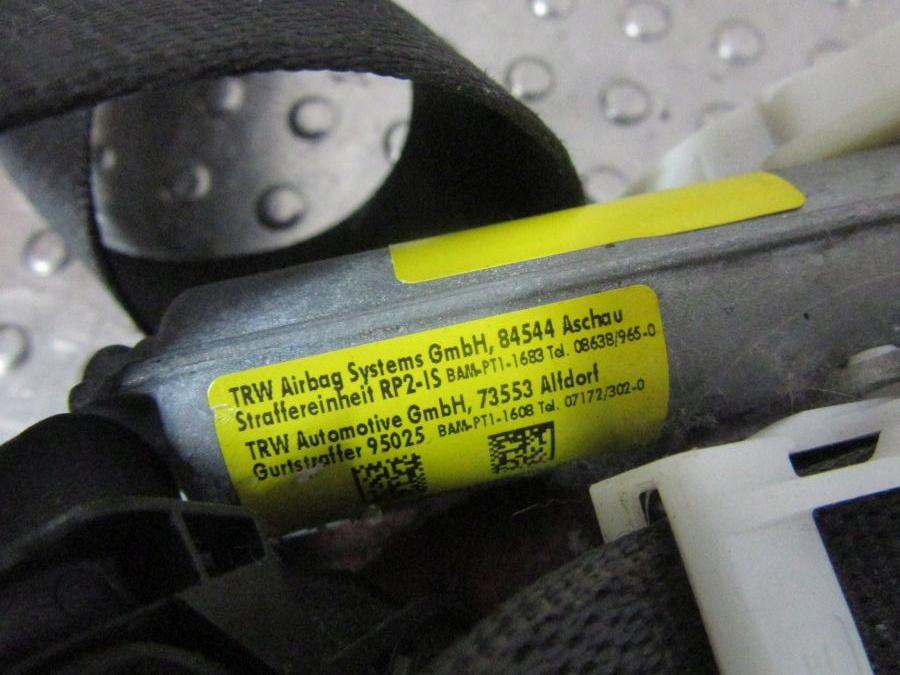 TRW Airbag Systems GmbH, 84544 Aschau
Straffereinheit RP2-IS BAM-PT1-1683 Tel. 08638/965-0
TRW Automotive GmbH, 73553 Alfdorf
Gurtstraffer 95025 BAM-PT1-1608 Tel. 07172/302-0